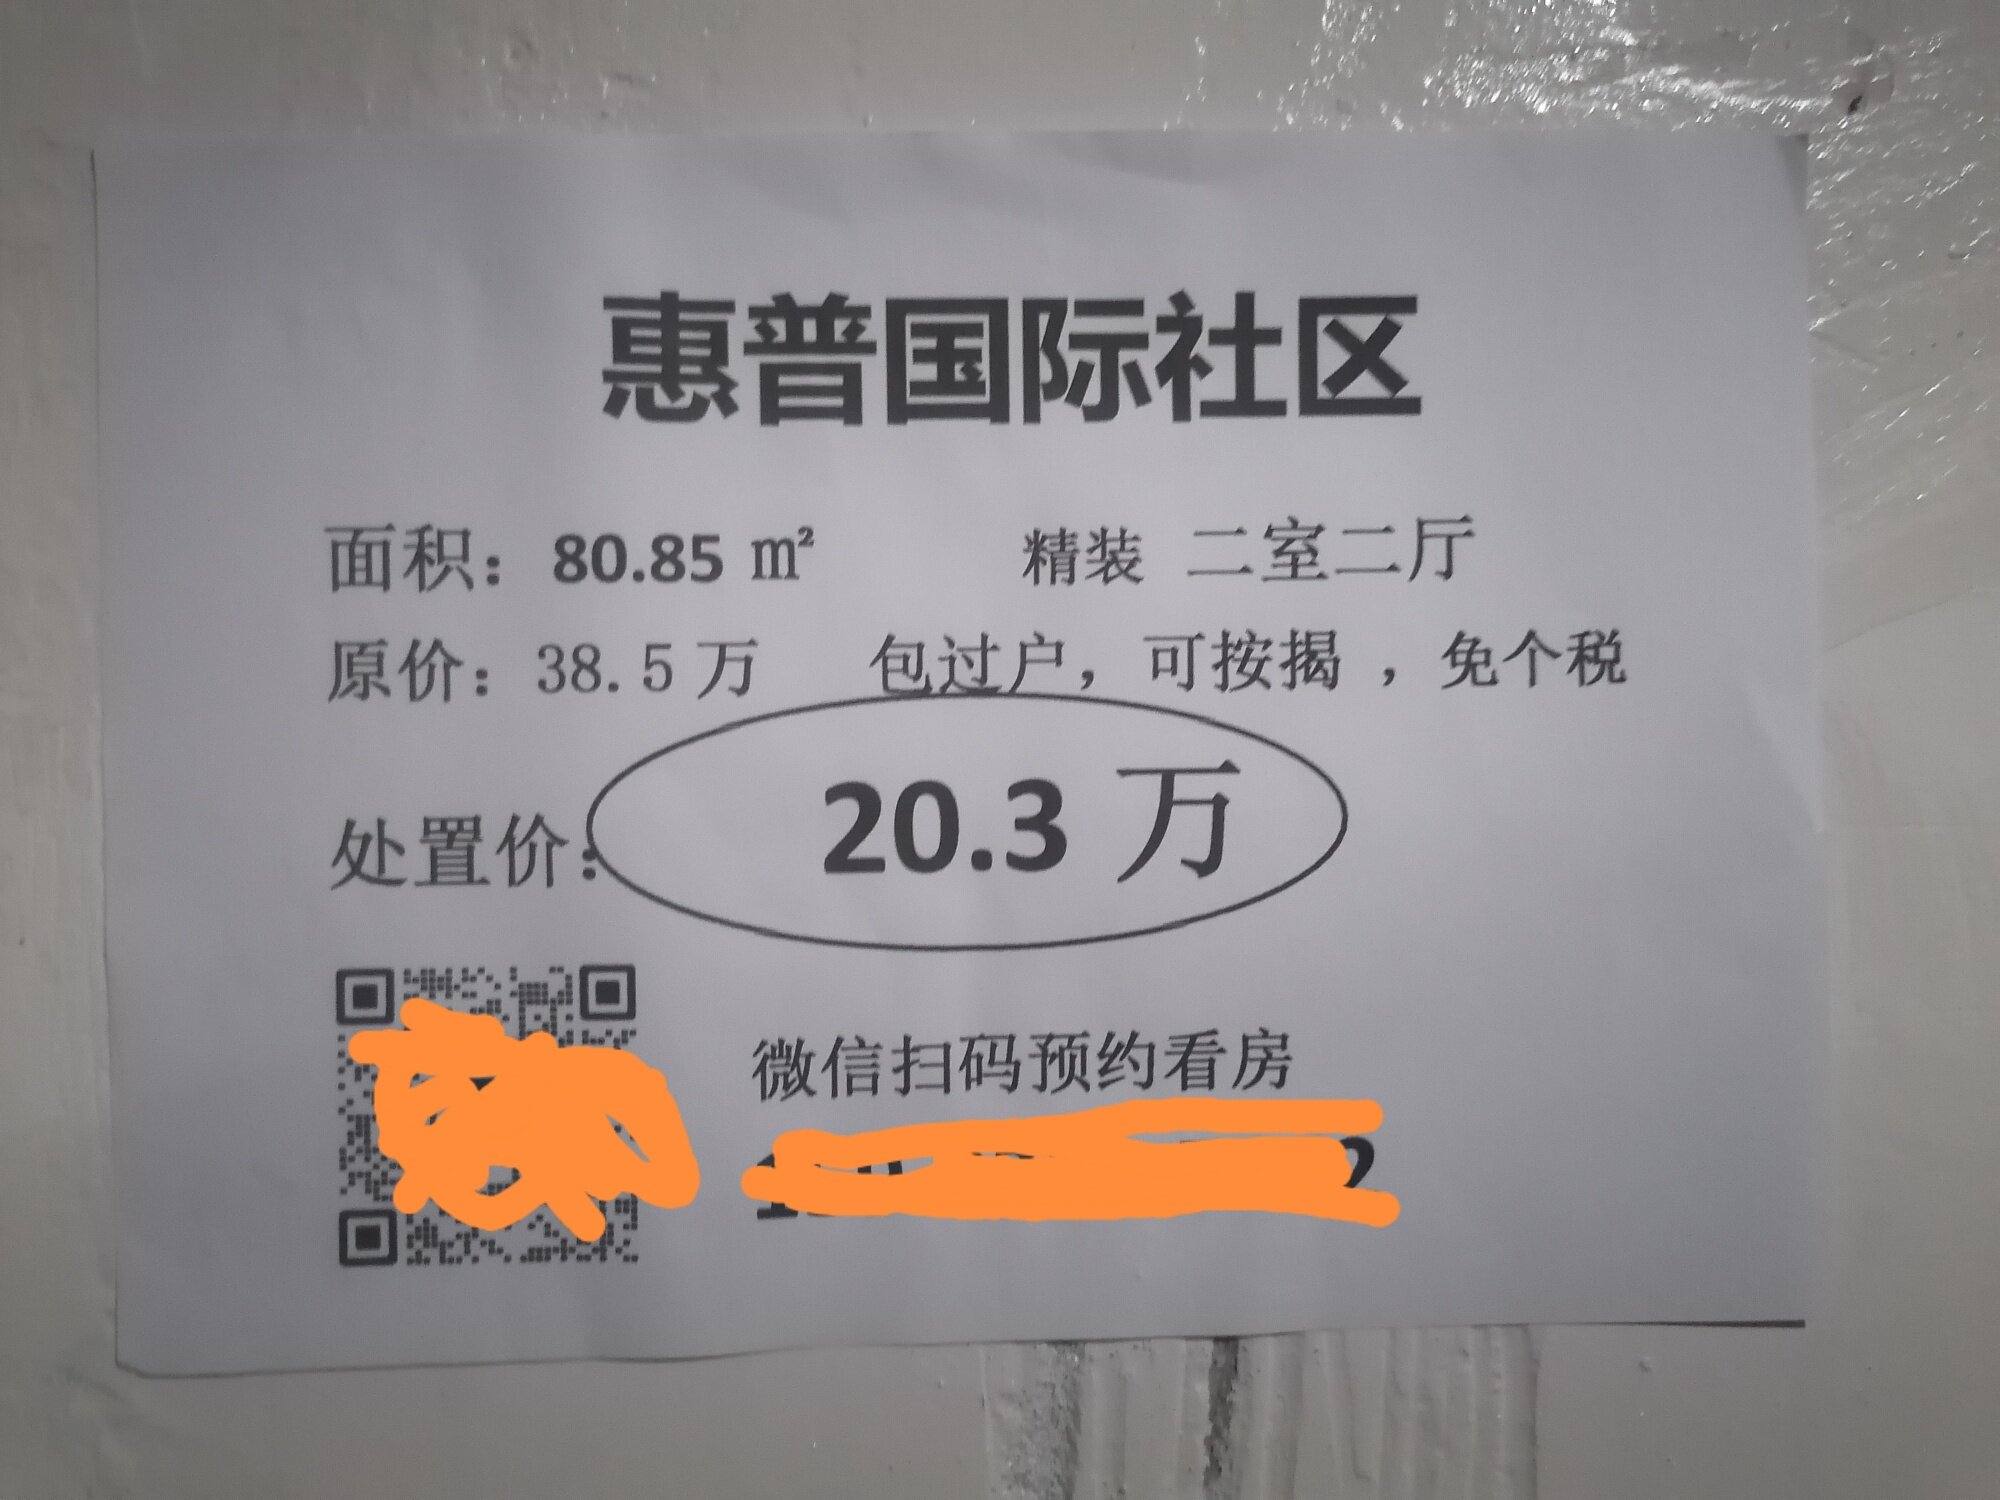 惠普国际社区
面积：80.85 ㎡ 精装 二室二厅
原价：38.5 万 包过户，可按揭 ，免个税
处置价： 20.3 万
微信扫码预约看房